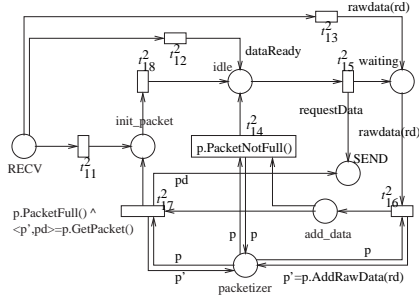 rawdata(rd)
t²₁₃
t²₁₂
dataReady
t²₁₈
idle
t²₁₅
waiting
requestData
init_packet
t²₁₄
rawdata(rd)
p.PacketNotFull()
RECV
t²₁₁
SEND
pd
t²₁₇
t²₁₆
p.PacketFull() ^
<p',pd>=p.GetPacket()
add_data
p
p
p
p
p
p'
p'=p.AddRawData(rd)
packetizer